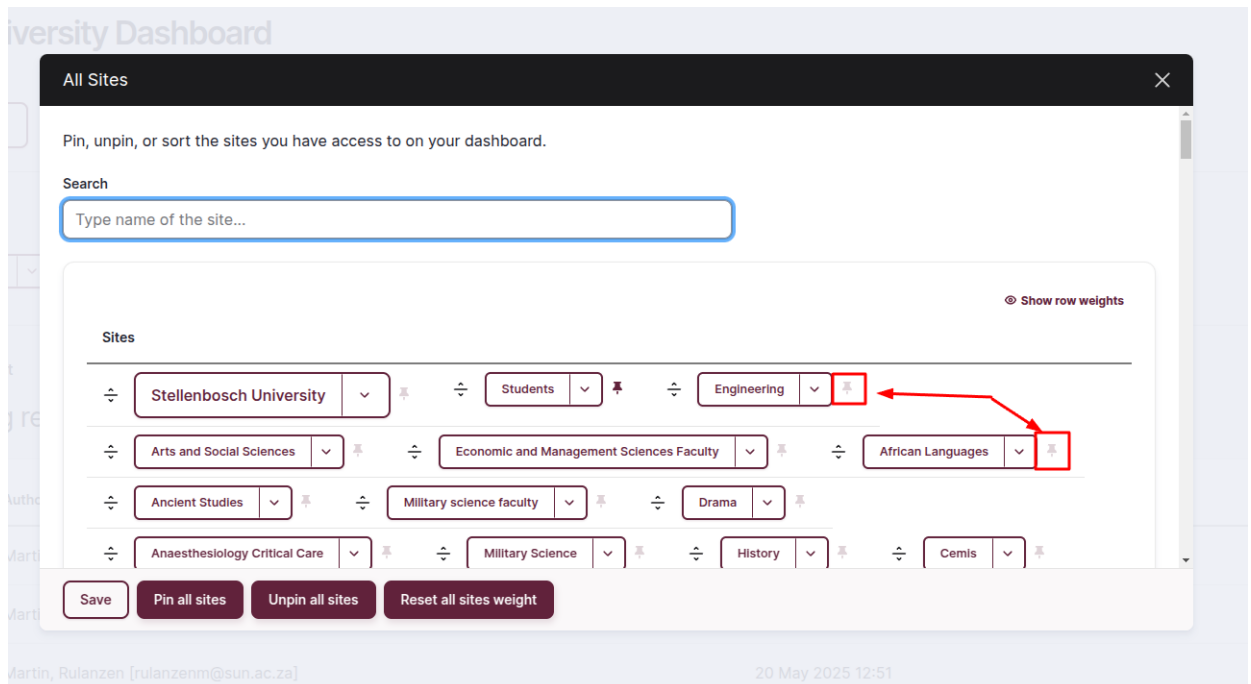 iversity Dashboard
All Sites
Pin, unpin, or sort the sites you have access to on your dashboard.
Search
Type name of the site...
Show row weights
Sites
Stellenbosch University Students Engineering
Arts and Social Sciences Economic and Management Sciences Faculty African Languages
Ancient Studies Military science faculty Drama
Anaesthesiology Critical Care Military Science History Cemis
Save Pin all sites Unpin all sites Reset all sites weight
Martin, Rulanzen [rulanzenm@sun.ac.za] 20 May 2025 12:51